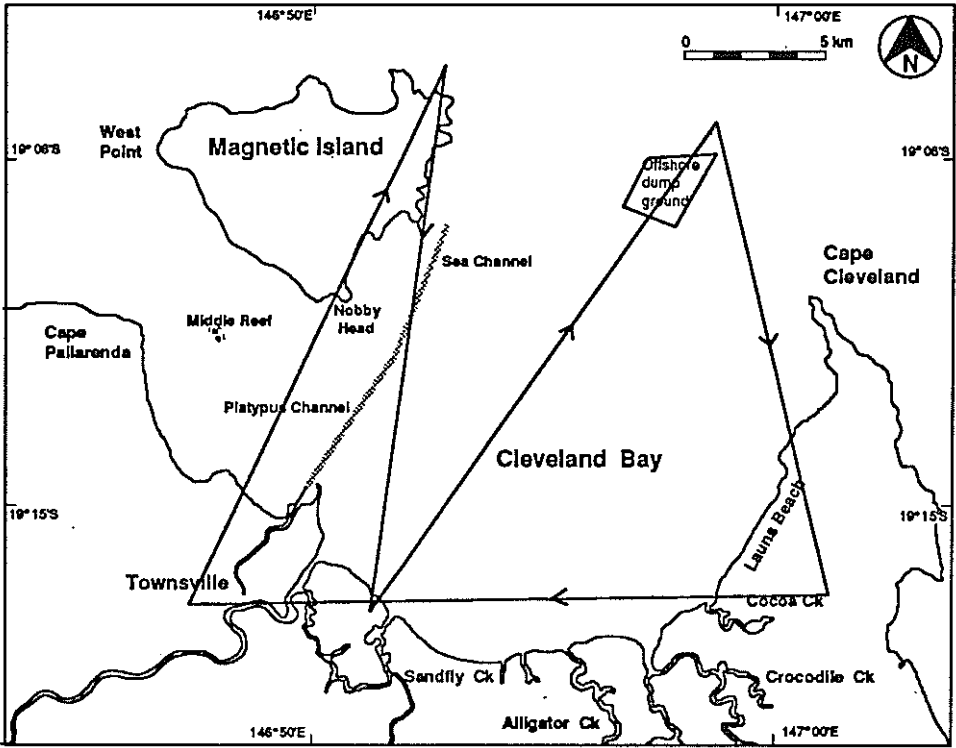 146°50'E
147°00'E
0 5 km
N
West
Point
Magnetic Island
19°06'S
19°06'S
Offshore
dump
ground
Cape
Cleveland
Sea Channel
Nobby
Head
Middle Reef
Cape
Pallarenda
Platypus Channel
Cleveland Bay
Launs Beach
19°15'S
19°15'S
Townsville
Cocoa Ck
Sandfly Ck
Crocodile Ck
Alligator Ck
146°50'E
147°00'E